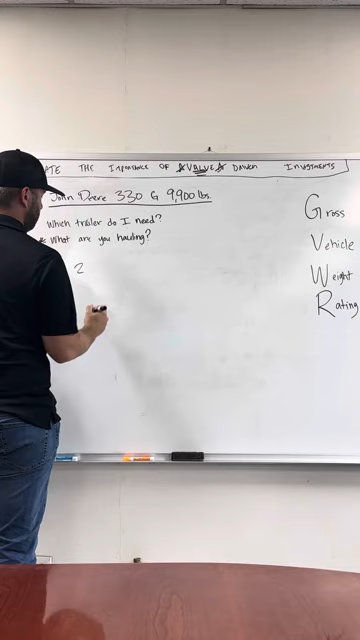 ATE THE IMPORTANCE OF ☆VALUE☆ DRIVEN INVESTMENTS
John Deere 330 G 9,900 lbs.
Which trailer do I need?
* What are you hauling?
2
Gross
Vehicle
Weight
Rating